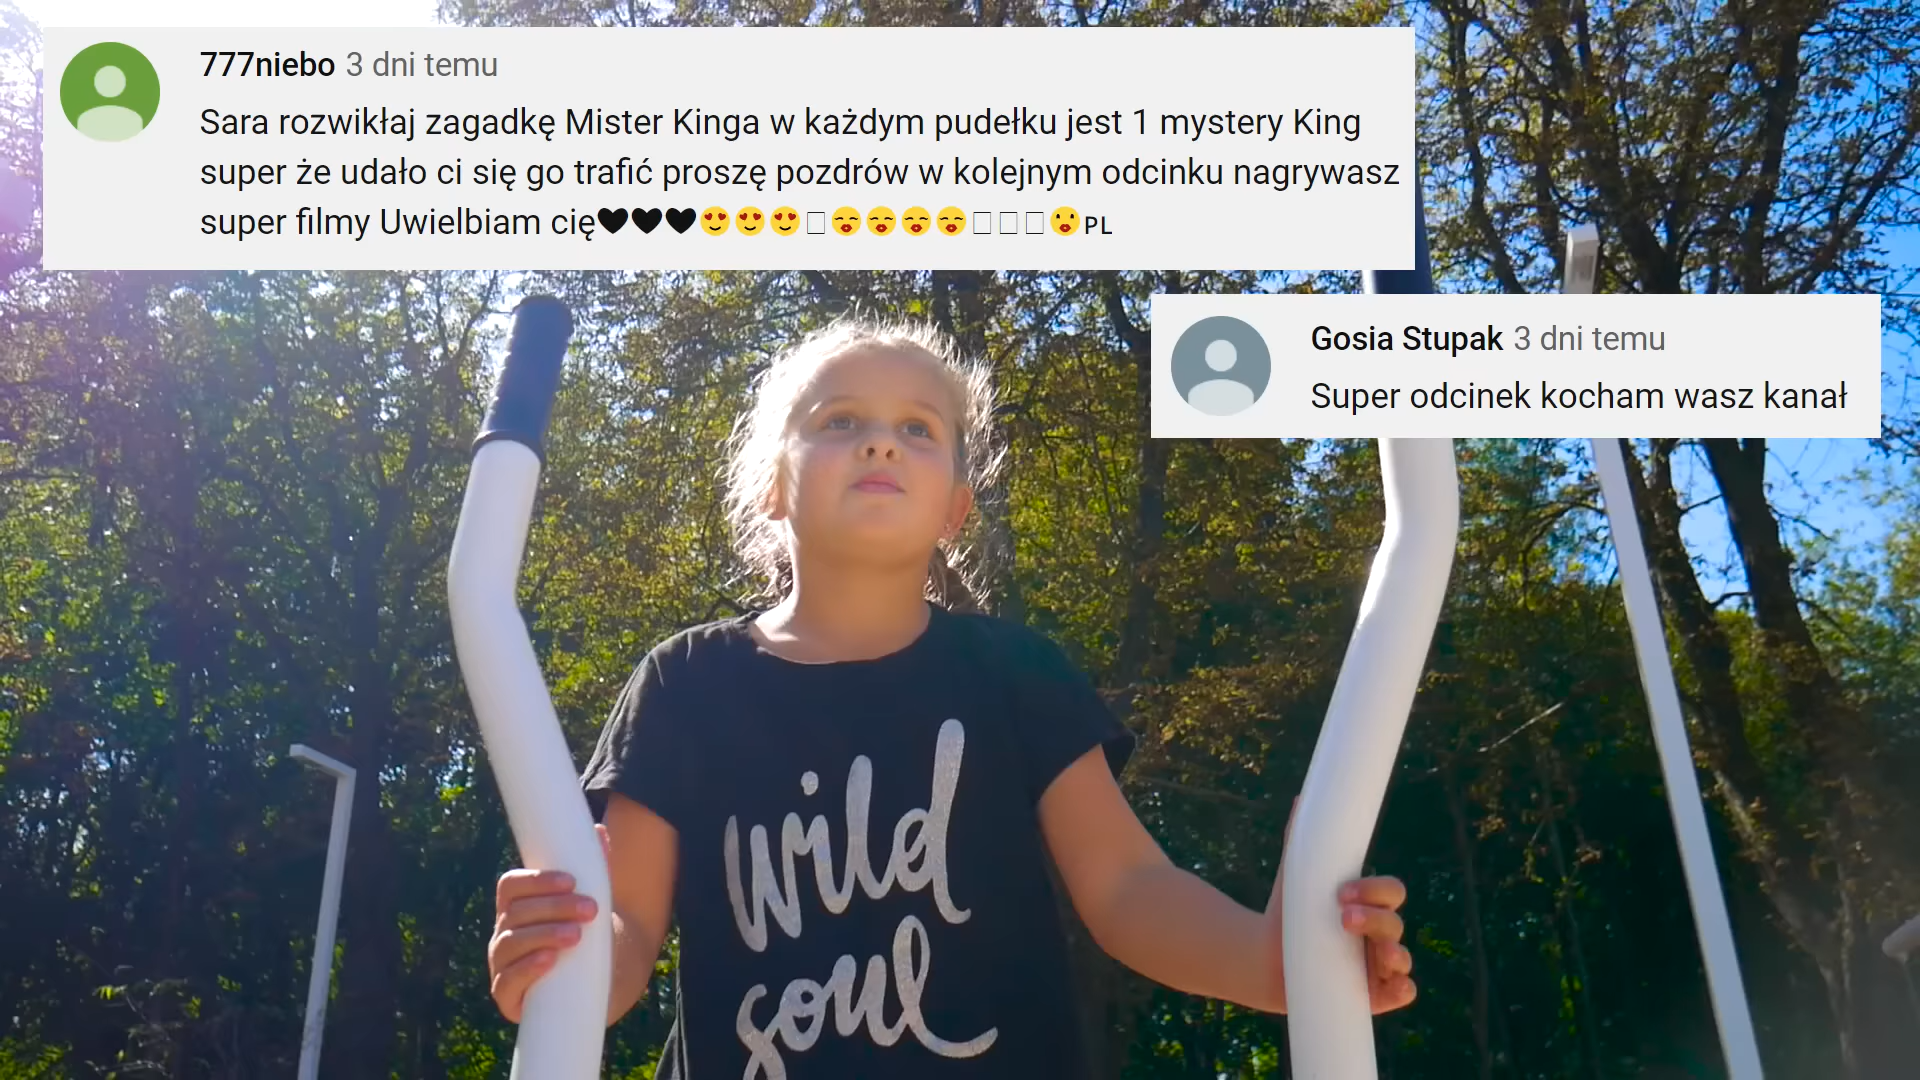 777niebo 3 dni temu
Sara rozwikłaj zagadkę Mister Kinga w każdym pudełku jest 1 mystery King
super że udało ci się go trafić proszę pozdrów w kolejnym odcinku nagrywasz
super filmy Uwielbiam cię🖤🖤🖤😍😍😍□😚😚😚😚□□□😗PL
Gosia Stupak 3 dni temu
Super odcinek kocham wasz kanał
wild
soul